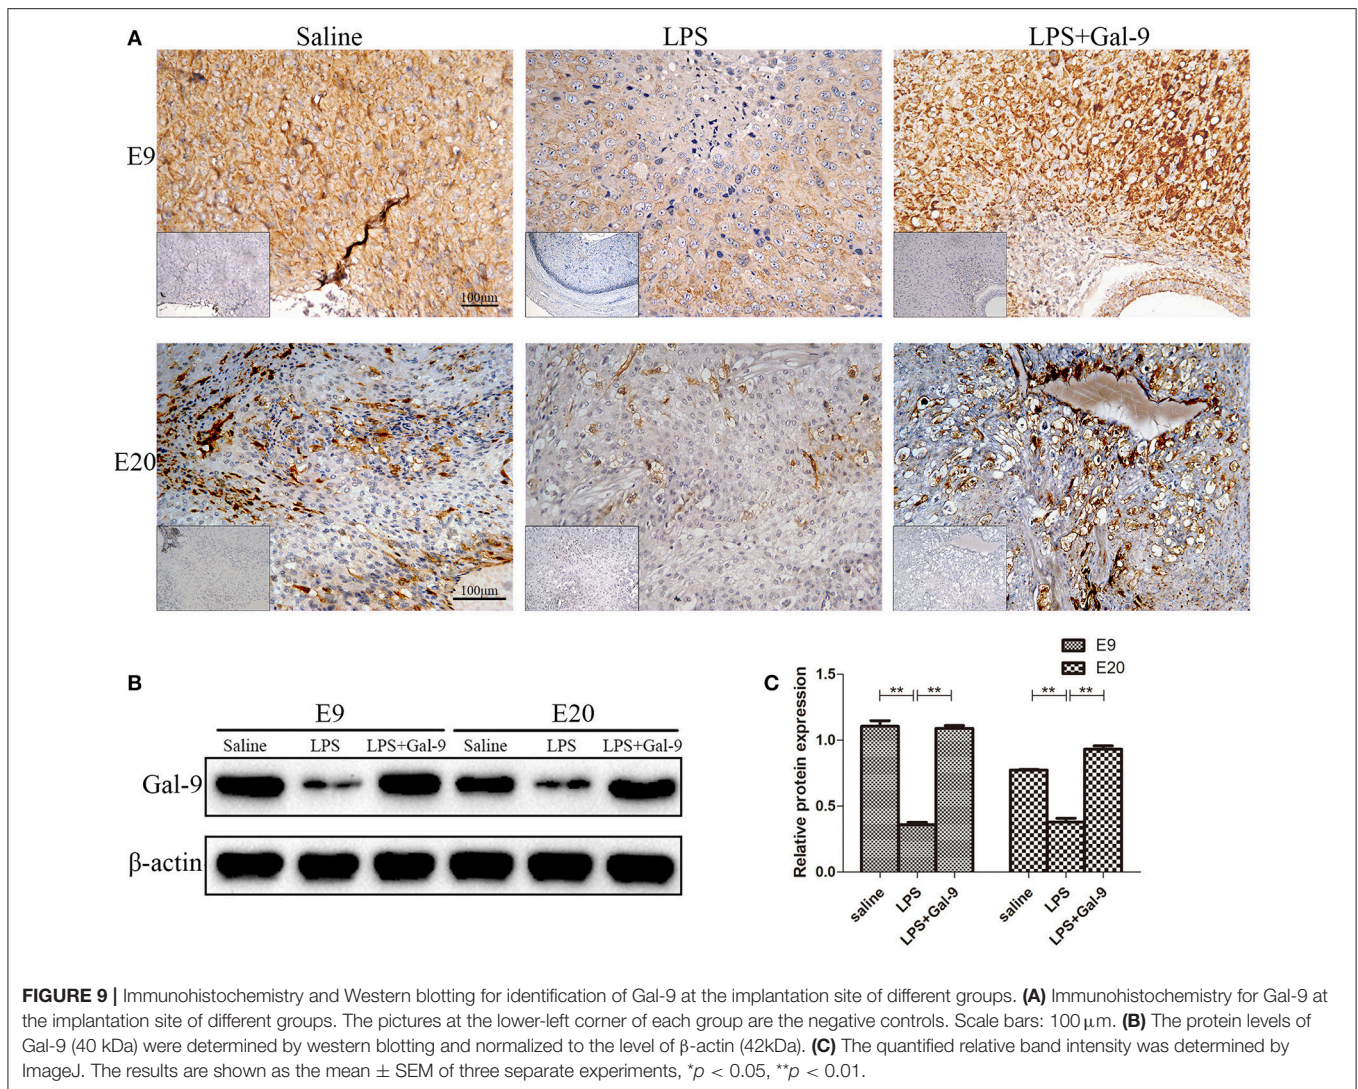 A
Saline
LPS
LPS+Gal-9
E9
100μm
E20
100μm
B
E9
E20
Saline
LPS
LPS+Gal-9
Saline
LPS
LPS+Gal-9
Gal-9
β-actin
C
E9
E20
Relative protein expression
1.5
1.0
0.5
0.0
**
**
**
**
saline
LPS
LPS+Gal-9
saline
LPS
LPS+Gal-9
FIGURE 9 | Immunohistochemistry and Western blotting for identification of Gal-9 at the implantation site of different groups. (A) Immunohistochemistry for Gal-9 at
the implantation site of different groups. The pictures at the lower-left corner of each group are the negative controls. Scale bars: 100 μm. (B) The protein levels of
Gal-9 (40 kDa) were determined by western blotting and normalized to the level of β-actin (42kDa). (C) The quantified relative band intensity was determined by
ImageJ. The results are shown as the mean ± SEM of three separate experiments, *p < 0.05, **p < 0.01.